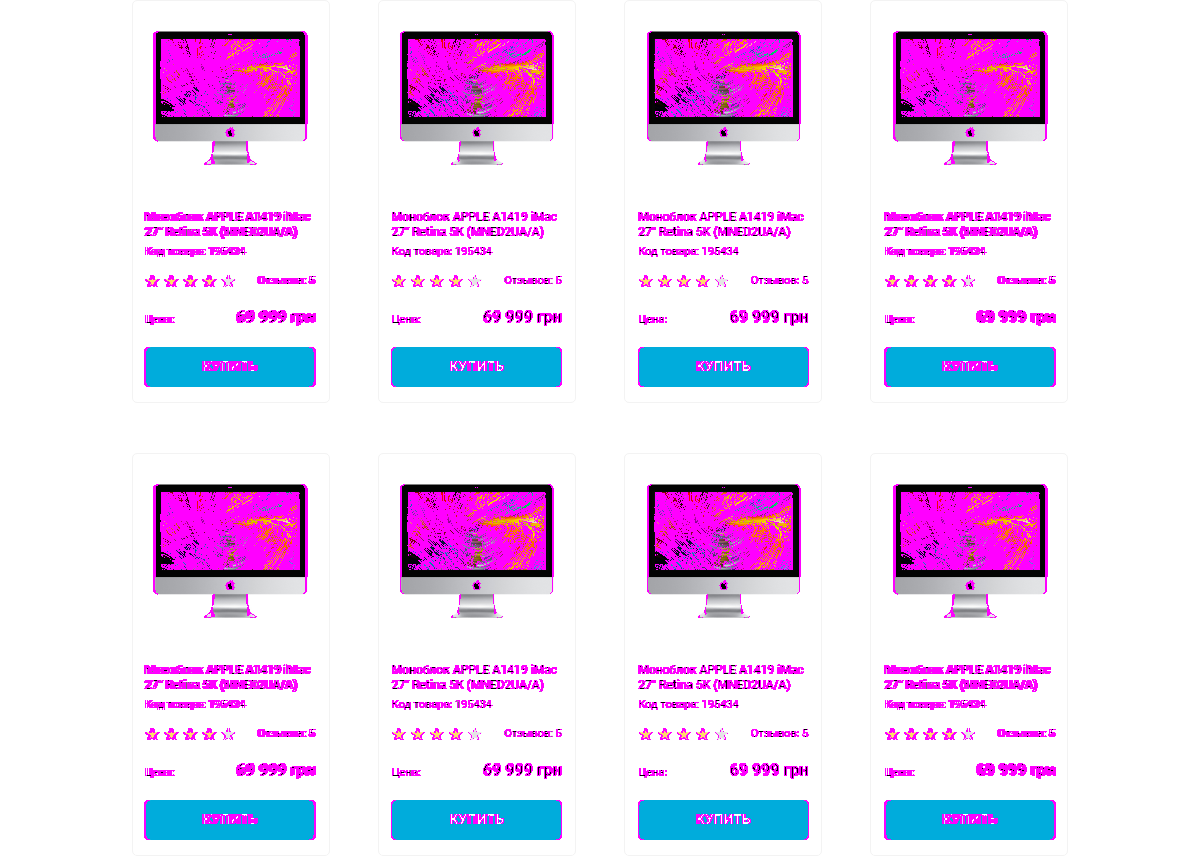 Моноблок APPLE A1419 iMac
27" Retina 5K (MNED2UA/A)
Код товара: 195434
Отзывов: 5
Цена: 69 999 грн
КУПИТЬ
Моноблок APPLE A1419 iMac
27" Retina 5K (MNED2UA/A)
Код товара: 195434
Отзывов: 5
Цена: 69 999 грн
КУПИТЬ
Моноблок APPLE A1419 iMac
27" Retina 5K (MNED2UA/A)
Код товара: 195434
Отзывов: 5
Цена: 69 999 грн
КУПИТЬ
Моноблок APPLE A1419 iMac
27" Retina 5K (MNED2UA/A)
Код товара: 195434
Отзывов: 5
Цена: 69 999 грн
КУПИТЬ
Моноблок APPLE A1419 iMac
27" Retina 5K (MNED2UA/A)
Код товара: 195434
Отзывов: 5
Цена: 69 999 грн
КУПИТЬ
Моноблок APPLE A1419 iMac
27" Retina 5K (MNED2UA/A)
Код товара: 195434
Отзывов: 5
Цена: 69 999 грн
КУПИТЬ
Моноблок APPLE A1419 iMac
27" Retina 5K (MNED2UA/A)
Код товара: 195434
Отзывов: 5
Цена: 69 999 грн
КУПИТЬ
Моноблок APPLE A1419 iMac
27" Retina 5K (MNED2UA/A)
Код товара: 195434
Отзывов: 5
Цена: 69 999 грн
КУПИТЬ